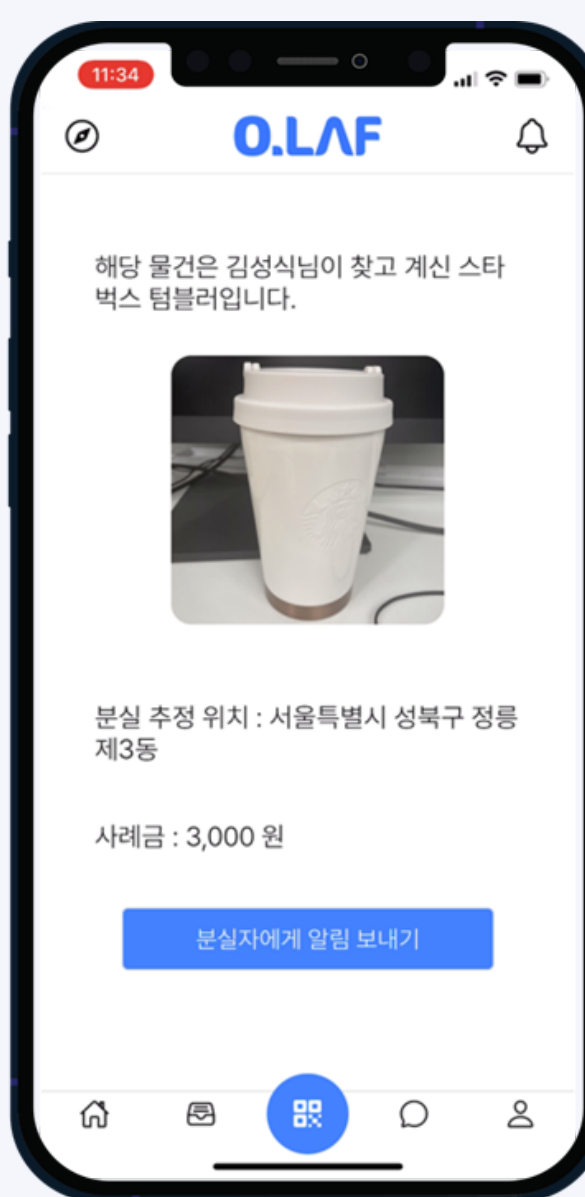 11:34
O.LAF
해당 물건은 김성식님이 찾고 계신 스타
벅스 텀블러입니다.
분실 추정 위치 : 서울특별시 성북구 정릉
제3동
사례금 : 3,000 원
분실자에게 알림 보내기